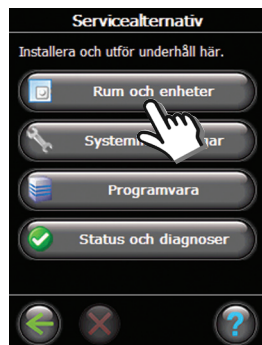 Servicealternativ
Installera och utför underhåll här.
Rum och enheter
Programvara
Status och diagnoser
?